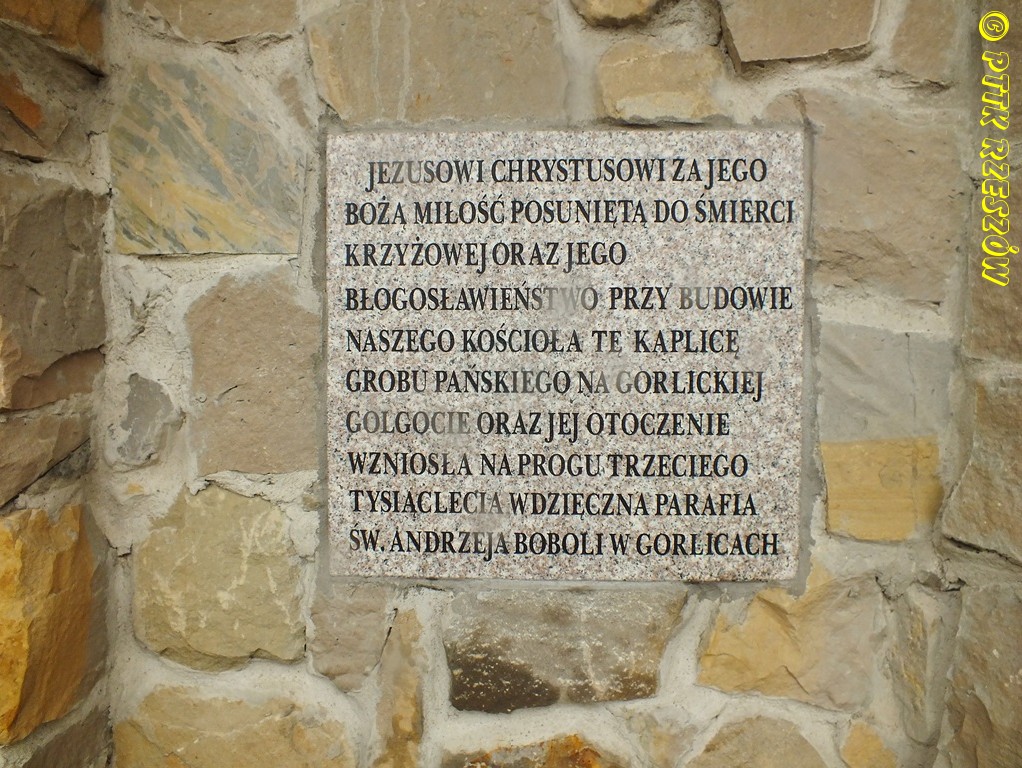 JEZUSOWI CHRYSTUSOWI ZA JEGO
BOŻĄ MIŁOŚĆ POSUNIĘTĄ DO ŚMIERCI
KRZYŻOWEJ ORAZ JEGO
BŁOGOSŁAWIEŃSTWO PRZY BUDOWIE
NASZEGO KOŚCIOŁA TĘ KAPLICĘ
GROBU PAŃSKIEGO NA GORLICKIEJ
GOLGOCIE ORAZ JEJ OTOCZENIE
WZNIOSŁA NA PROGU TRZECIEGO
TYSIĄCLECIA WDZIĘCZNA PARAFIA
ŚW. ANDRZEJA BOBOLI W GORLICACH
© PTTK RZESZÓW